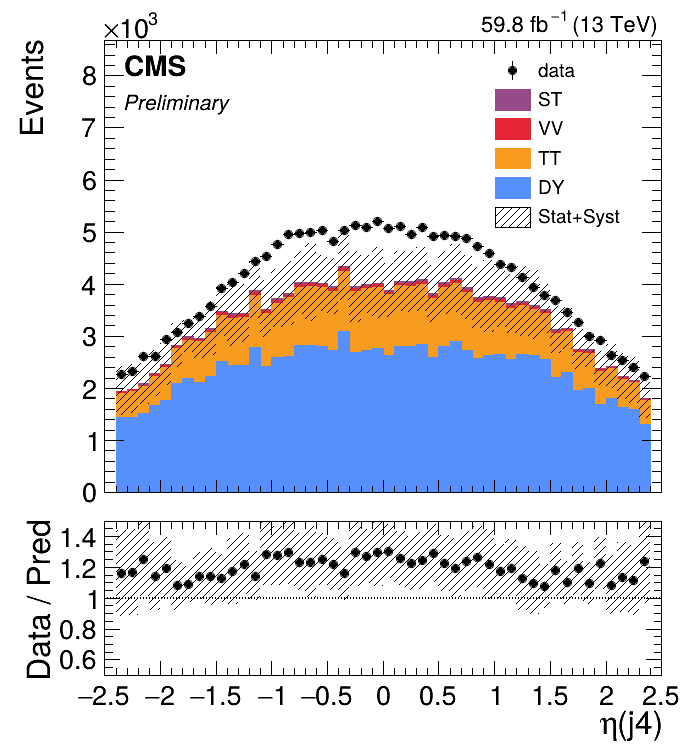 ×10³
59.8 fb⁻¹ (13 TeV)
Events
CMS
Preliminary
data
ST
VV
TT
DY
Stat+Syst
8
7
6
5
4
3
2
1
0
Data / Pred
1.4
1.2
1
0.8
0.6
−2.5 −2 −1.5 −1 −0.5 0 0.5 1 1.5 2 2.5
η(j4)